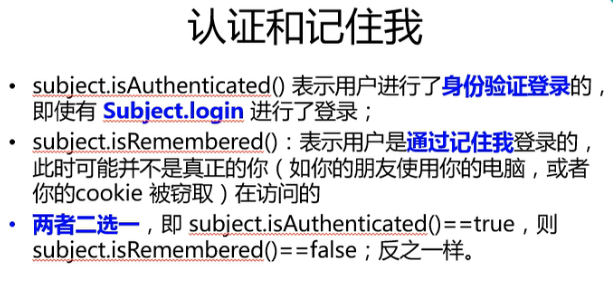 认证和记住我
• subject.isAuthenticated() 表示用户进行了身份验证登录的，
即使有 Subject.login 进行了登录；
• subject.isRemembered()：表示用户是通过记住我登录的，
此时可能并不是真正的你（如你的朋友使用你的电脑，或者
你的cookie 被窃取）在访问的
• 两者二选一，即 subject.isAuthenticated()==true，则
subject.isRemembered()==false；反之一样。